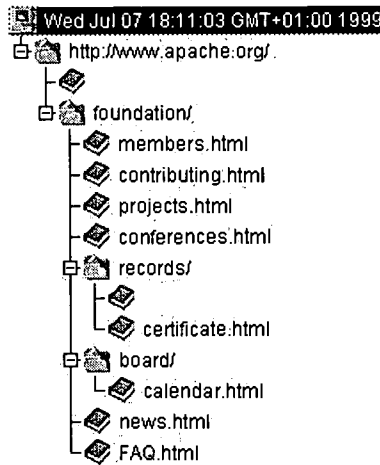 Wed Jul 07 18:11:03 GMT+01:00 1999
http://www.apache.org/
foundation/
members.html
contributing.html
projects.html
conferences.html
records/
certificate.html
board/
calendar.html
news.html
FAQ.html